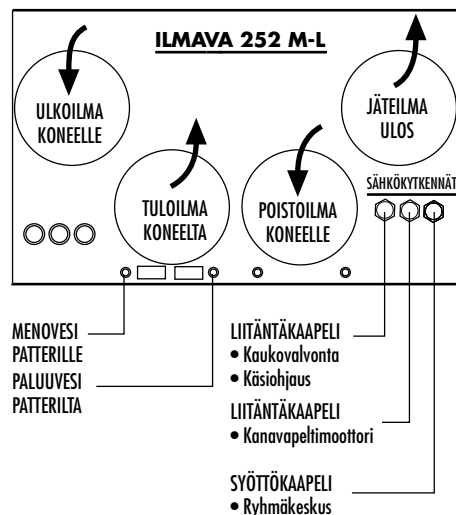 ILMAVA 252 M-L
ULKOILMA
KONEELLE
JÄTEILMA
ULOS
TULOILMA
KONEELTA
POISTOILMA
KONEELLE
SÄHKÖKYTKENNÄT
MENOVESI
PATTERILLE
PALUUVESI
PATTERILTA
LIITÄNTÄKAAPELI
• Kaukovalvonta
• Käsiohjaus
LIITÄNTÄKAAPELI
• Kanavapeltimoottori
SYÖTTÖKAAPELI
• Ryhmäkeskus